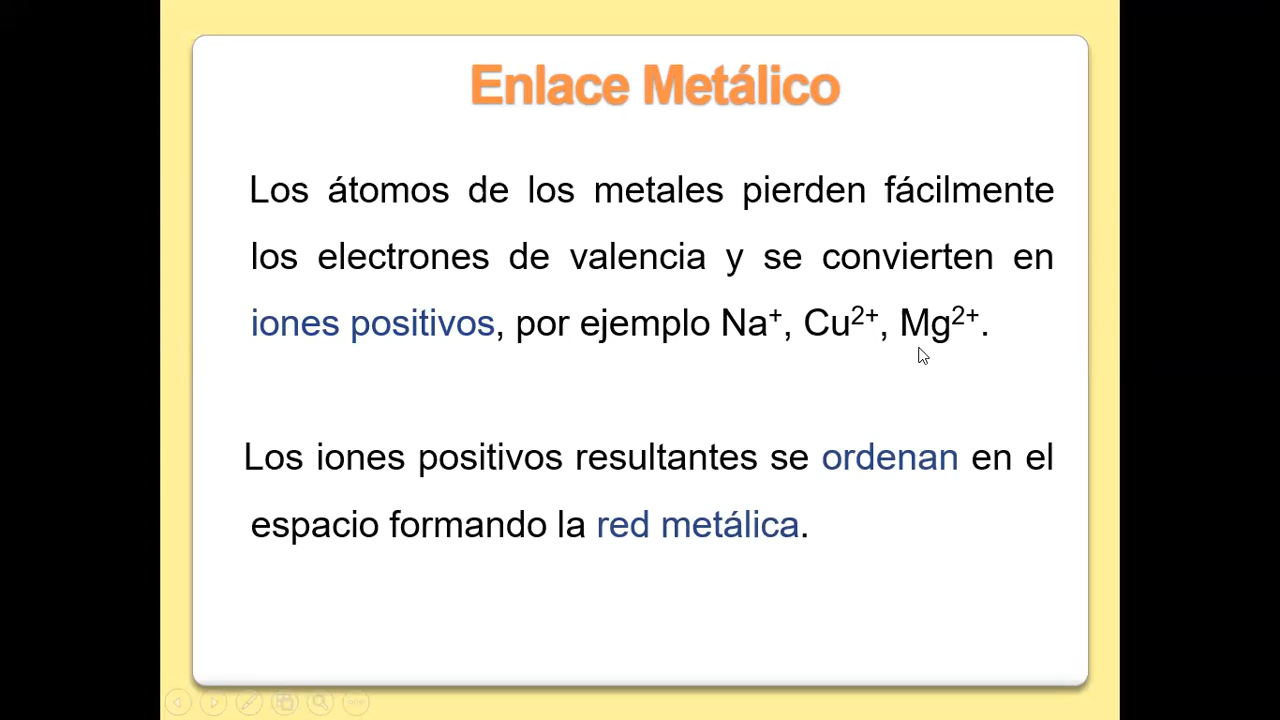 Enlace Metálico
Los átomos de los metales pierden fácilmente
los electrones de valencia y se convierten en
iones positivos, por ejemplo Na⁺, Cu²⁺, Mg²⁺.
Los iones positivos resultantes se ordenan en el
espacio formando la red metálica.